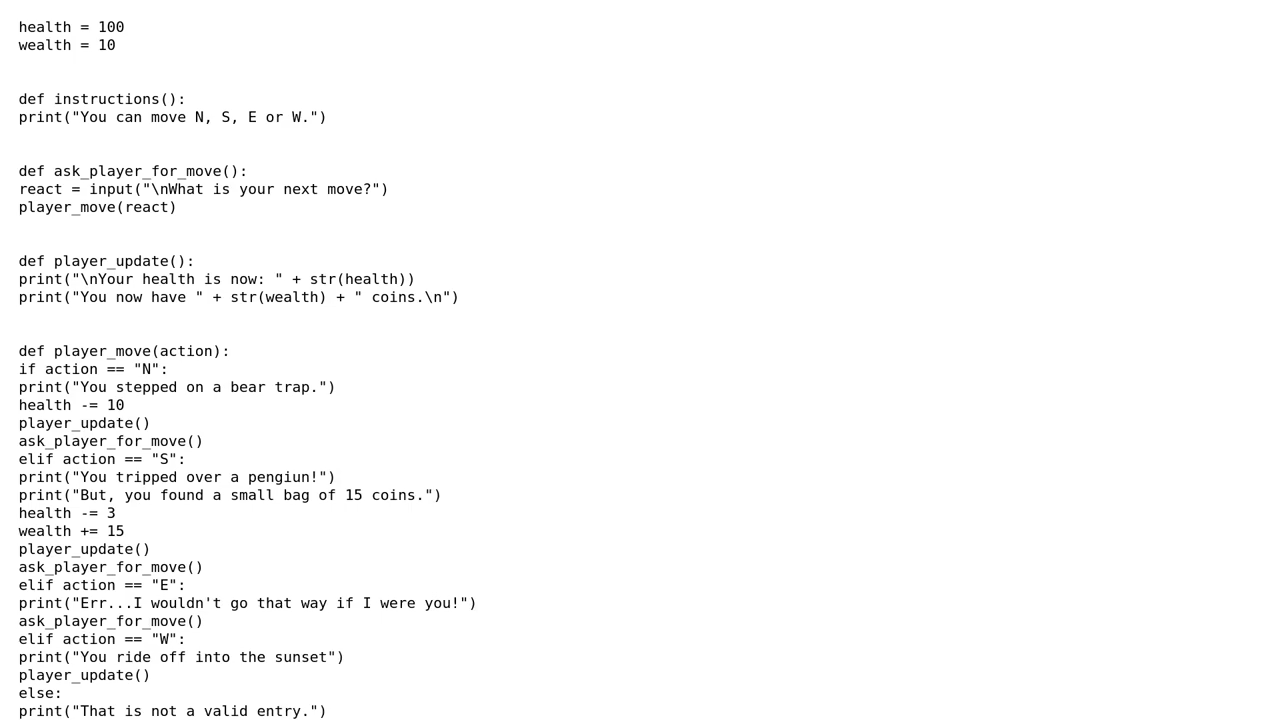 health = 100
wealth = 10
def instructions():
print("You can move N, S, E or W.")
def ask_player_for_move():
react = input("\nWhat is your next move?")
player_move(react)
def player_update():
print("\nYour health is now: " + str(health))
print("You now have " + str(wealth) + " coins.\n")
def player_move(action):
if action == "N":
print("You stepped on a bear trap.")
health -= 10
player_update()
ask_player_for_move()
elif action == "S":
print("You tripped over a pengiun!")
print("But, you found a small bag of 15 coins.")
health -= 3
wealth += 15
player_update()
ask_player_for_move()
elif action == "E":
print("Err...I wouldn't go that way if I were you!")
ask_player_for_move()
elif action == "W":
print("You ride off into the sunset")
player_update()
else:
print("That is not a valid entry.")